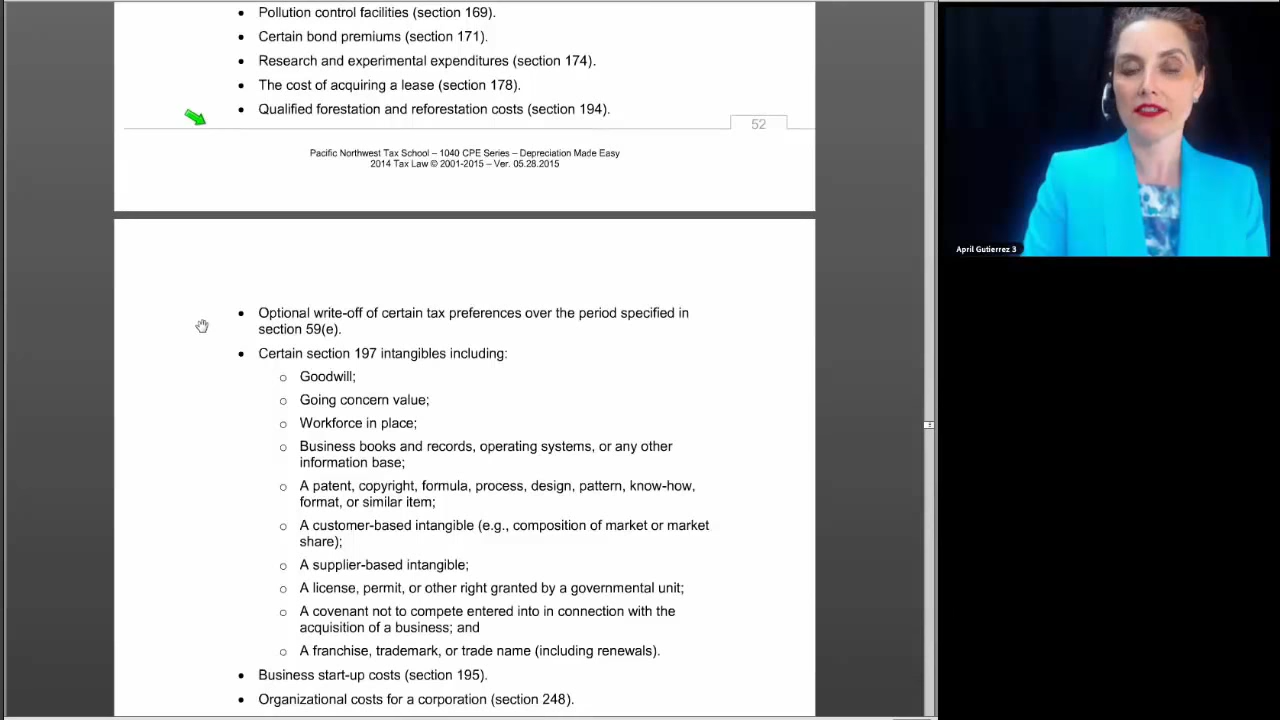 • Pollution control facilities (section 169).
• Certain bond premiums (section 171).
• Research and experimental expenditures (section 174).
• The cost of acquiring a lease (section 178).
• Qualified forestation and reforestation costs (section 194).
52
Pacific Northwest Tax School – 1040 CPE Series – Depreciation Made Easy
2014 Tax Law © 2001-2015 – Ver. 05.28.2015
• Optional write-off of certain tax preferences over the period specified in
section 59(e).
• Certain section 197 intangibles including:
o Goodwill;
o Going concern value;
o Workforce in place;
o Business books and records, operating systems, or any other
information base;
o A patent, copyright, formula, process, design, pattern, know-how,
format, or similar item;
o A customer-based intangible (e.g., composition of market or market
share);
o A supplier-based intangible;
o A license, permit, or other right granted by a governmental unit;
o A covenant not to compete entered into in connection with the
acquisition of a business; and
o A franchise, trademark, or trade name (including renewals).
• Business start-up costs (section 195).
• Organizational costs for a corporation (section 248).
April Gutierrez 3